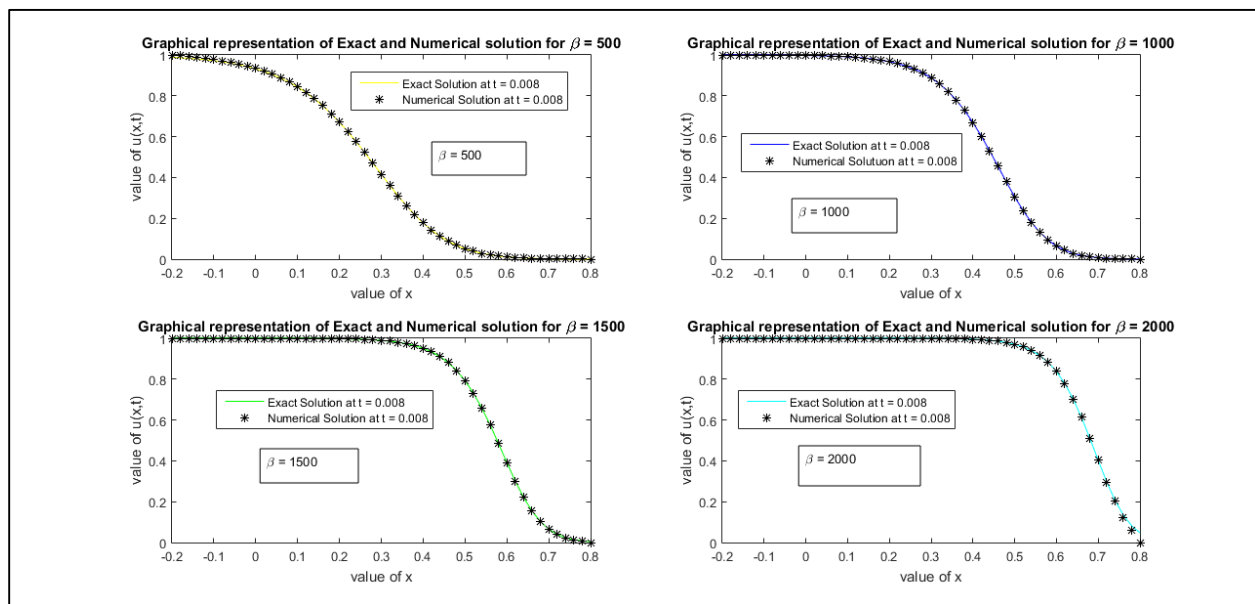 Graphical representation of Exact and Numerical solution for β = 500
value of u(x,t)
1
0.8
0.6
0.4
0.2
0
Exact Solution at t = 0.008
Numerical Solution at t = 0.008
β = 500
-0.2 -0.1 0 0.1 0.2 0.3 0.4 0.5 0.6 0.7 0.8
value of x
Graphical representation of Exact and Numerical solution for β = 1000
value of u(x,t)
1
0.8
0.6
0.4
0.2
0
Exact Solution at t = 0.008
Numerical Solutuion at t = 0.008
β = 1000
-0.2 -0.1 0 0.1 0.2 0.3 0.4 0.5 0.6 0.7 0.8
value of x
Graphical representation of Exact and Numerical solution for β = 1500
value of u(x,t)
1
0.8
0.6
0.4
0.2
0
Exact Solution at t = 0.008
Numerical Solution at t = 0.008
β = 1500
-0.2 -0.1 0 0.1 0.2 0.3 0.4 0.5 0.6 0.7 0.8
value of x
Graphical representation of Exact and Numerical solution for β = 2000
value of u(x,t)
1
0.8
0.6
0.4
0.2
0
Exact Solution at t = 0.008
Numerical Solution at t = 0.008
β = 2000
-0.2 -0.1 0 0.1 0.2 0.3 0.4 0.5 0.6 0.7 0.8
value of x